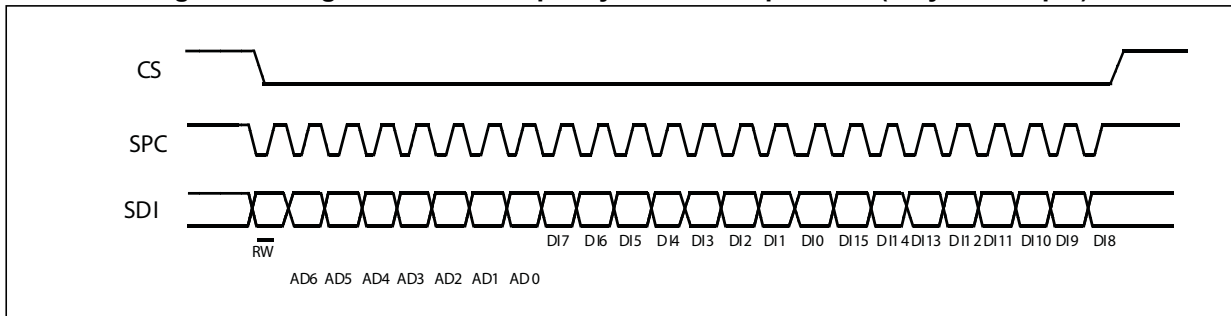 CS
SPC
SDI
RW
DI7 DI6 DI5 DI4 DI3 DI2 DI1 DI0 DI15 DI14 DI13 DI12 DI11 DI10 DI9 DI8
AD6 AD5 AD4 AD3 AD2 AD1 AD0